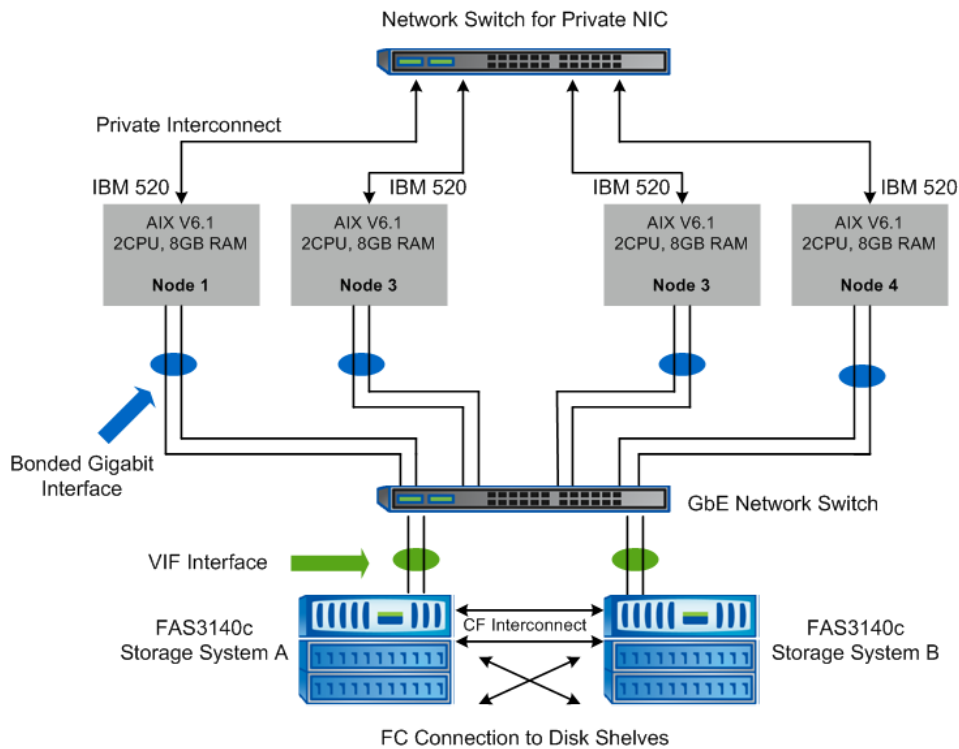 Network Switch for Private NIC
Private Interconnect
IBM 520
IBM 520
IBM 520
IBM 520
AIX V6.1
2CPU, 8GB RAM
Node 1
AIX V6.1
2CPU, 8GB RAM
Node 3
AIX V6.1
2CPU, 8GB RAM
Node 3
AIX V6.1
2CPU, 8GB RAM
Node 4
Bonded Gigabit
Interface
GbE Network Switch
VIF Interface
FAS3140c
Storage System A
CF Interconnect
FAS3140c
Storage System B
FC Connection to Disk Shelves